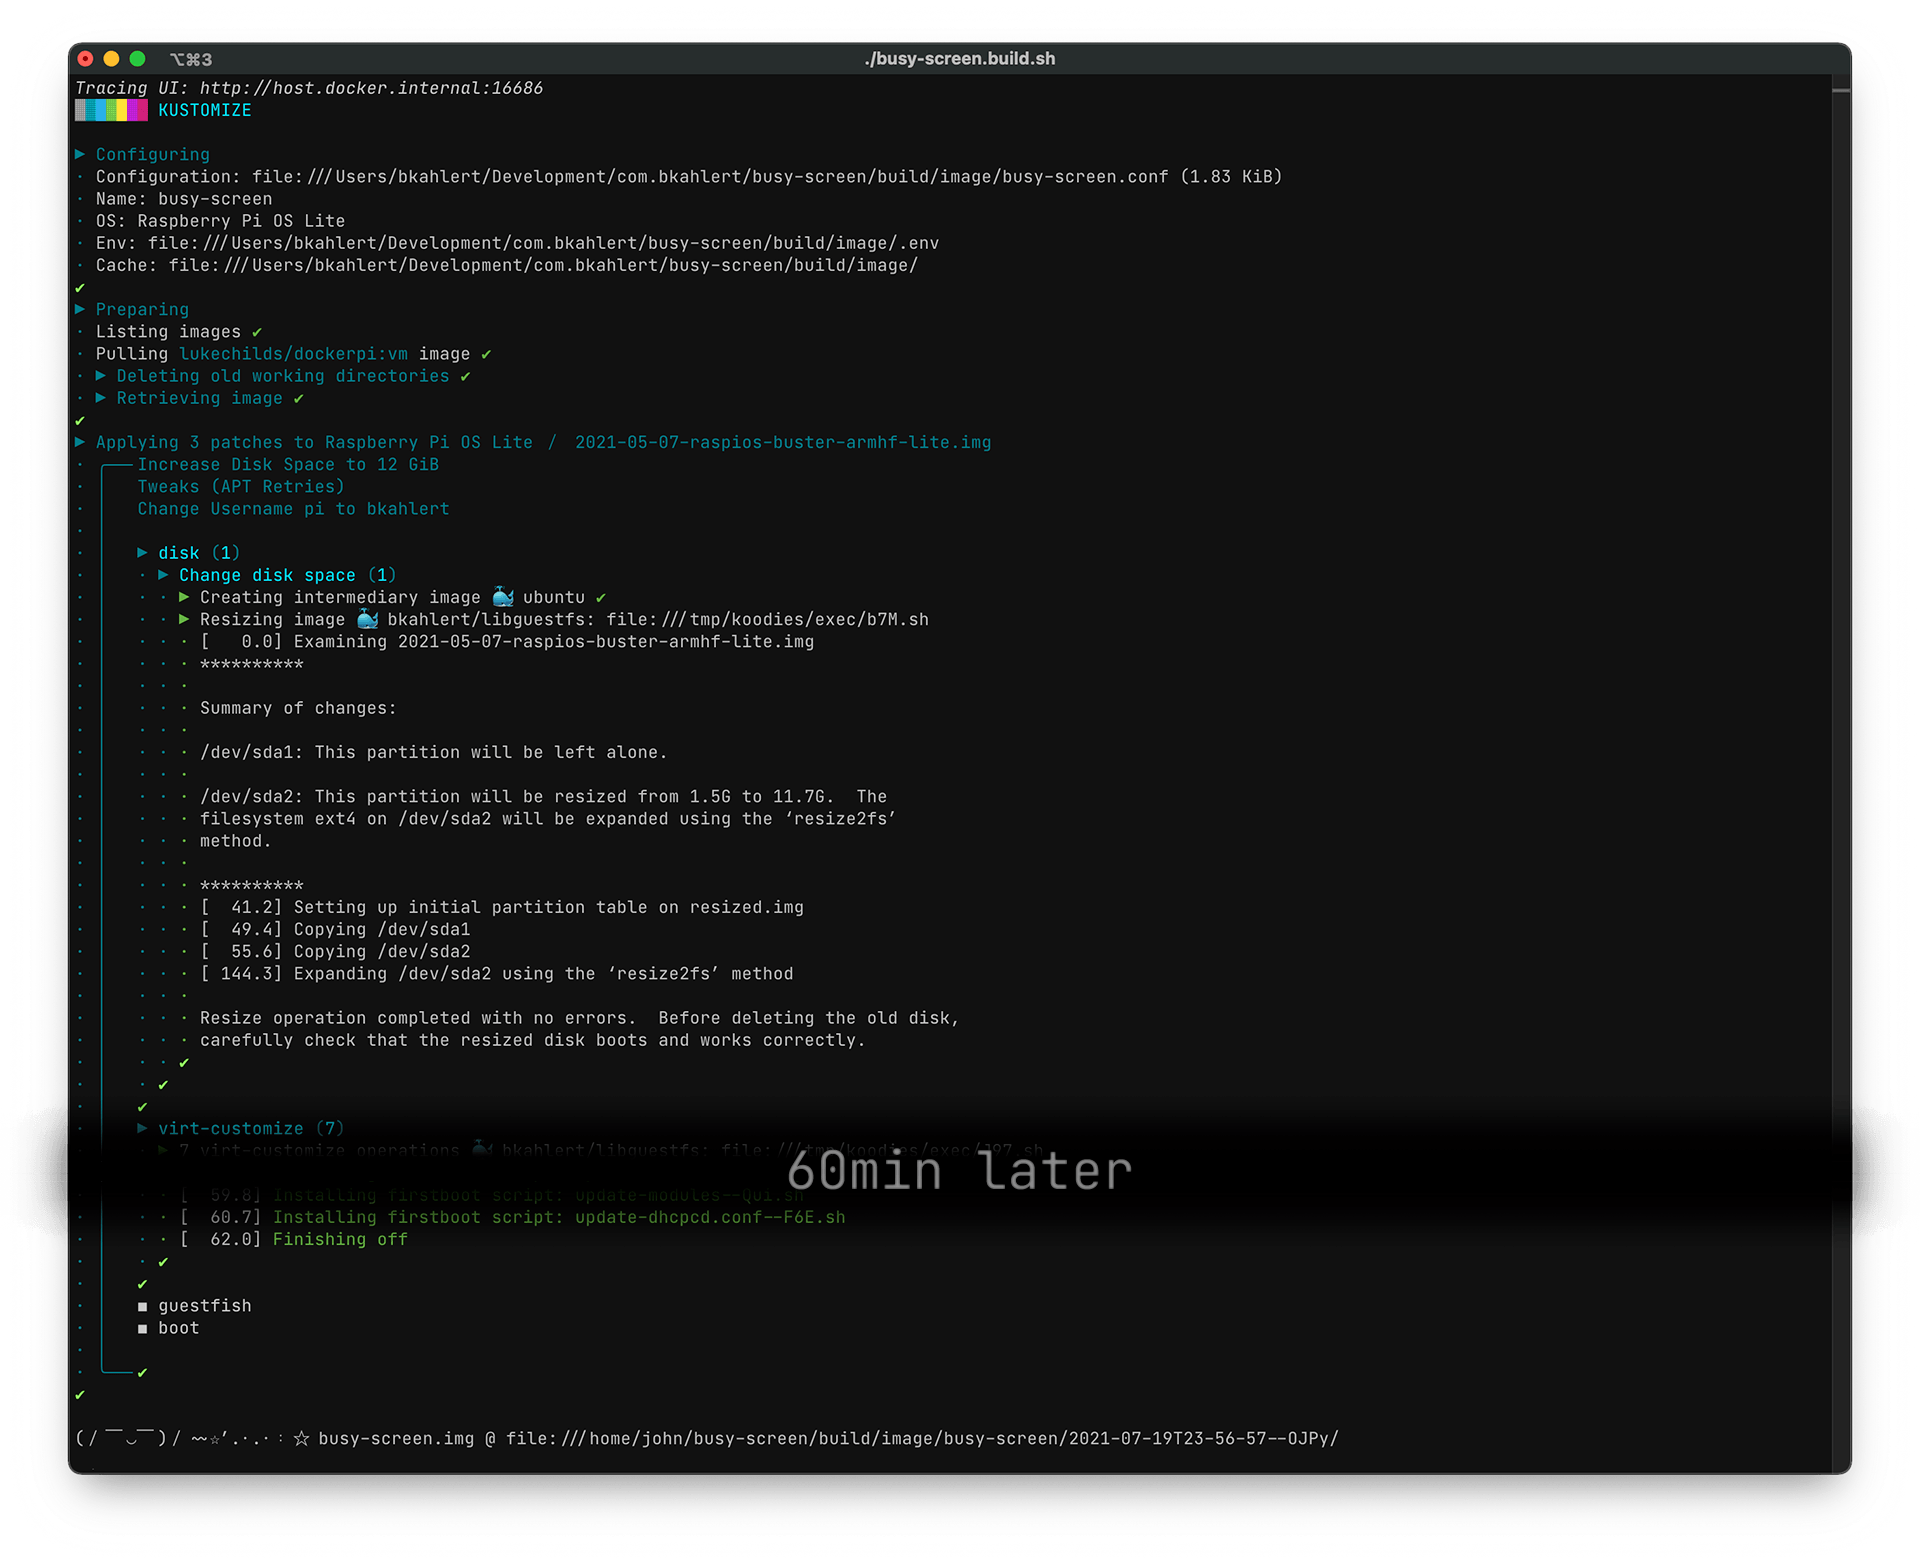 ⌥⌘3 ./busy-screen.build.sh
Tracing UI: http://host.docker.internal:16686
KUSTOMIZE
▶ Configuring
· Configuration: file:///Users/bkahlert/Development/com.bkahlert/busy-screen/build/image/busy-screen.conf (1.83 KiB)
· Name: busy-screen
· OS: Raspberry Pi OS Lite
· Env: file:///Users/bkahlert/Development/com.bkahlert/busy-screen/build/image/.env
· Cache: file:///Users/bkahlert/Development/com.bkahlert/busy-screen/build/image/
✔
▶ Preparing
· Listing images ✔
· Pulling lukechilds/dockerpi:vm image ✔
· ▶ Deleting old working directories ✔
· ▶ Retrieving image ✔
✔
▶ Applying 3 patches to Raspberry Pi OS Lite / 2021-05-07-raspios-buster-armhf-lite.img
Increase Disk Space to 12 GiB
Tweaks (APT Retries)
Change Username pi to bkahlert
▶ disk (1)
· ▶ Change disk space (1)
· · ▶ Creating intermediary image 🐳 ubuntu ✔
· · ▶ Resizing image 🐳 bkahlert/libguestfs: file:///tmp/koodies/exec/b7M.sh
· · · [   0.0] Examining 2021-05-07-raspios-buster-armhf-lite.img
· · · **********
· · · Summary of changes:
· · · /dev/sda1: This partition will be left alone.
· · · /dev/sda2: This partition will be resized from 1.5G to 11.7G.  The
· · · filesystem ext4 on /dev/sda2 will be expanded using the ‘resize2fs’
· · · method.
· · · **********
· · · [  41.2] Setting up initial partition table on resized.img
· · · [  49.4] Copying /dev/sda1
· · · [  55.6] Copying /dev/sda2
· · · [ 144.3] Expanding /dev/sda2 using the ‘resize2fs’ method
· · · Resize operation completed with no errors.  Before deleting the old disk,
· · · carefully check that the resized disk boots and works correctly.
· · ✔
· ✔
✔
▶ virt-customize (7)
▶ 7 virt-customize operations 🐳 bkahlert/libguestfs: file:///tmp/koodies/exec/J97.sh
60min later
· · [  59.8] Installing firstboot script: update-modules--Qui.sh
· · [  60.7] Installing firstboot script: update-dhcpcd.conf--F6E.sh
· · [  62.0] Finishing off
· ✔
✔
■ guestfish
■ boot
✔
✔
(/ ¯◡¯)/ ~☆’.·.·：☆ busy-screen.img @ file:///home/john/busy-screen/build/image/busy-screen/2021-07-19T23-56-57--OJPy/